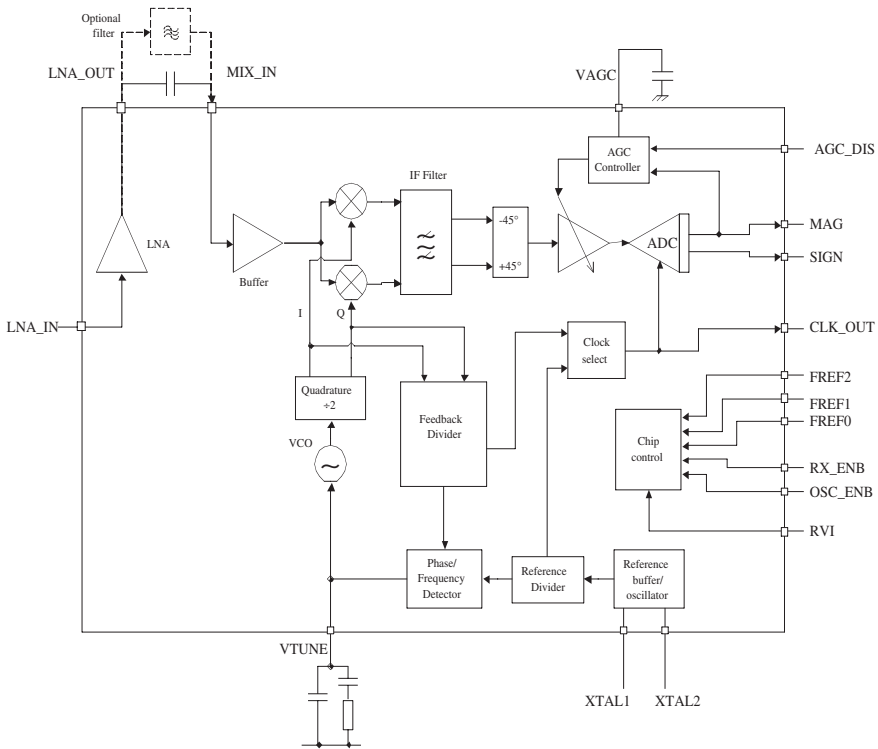 Optional
filter
LNA_OUT
MIX_IN
VAGC
AGC
Controller
AGC_DIS
IF Filter
-45°
+45°
ADC
MAG
SIGN
LNA
Buffer
LNA_IN
I
Q
Clock
select
CLK_OUT
Quadrature
÷2
Feedback
Divider
VCO
Chip
control
FREF2
FREF1
FREF0
RX_ENB
OSC_ENB
RVI
Phase/
Frequency
Detector
Reference
Divider
Reference
buffer/
oscillator
VTUNE
XTAL1
XTAL2